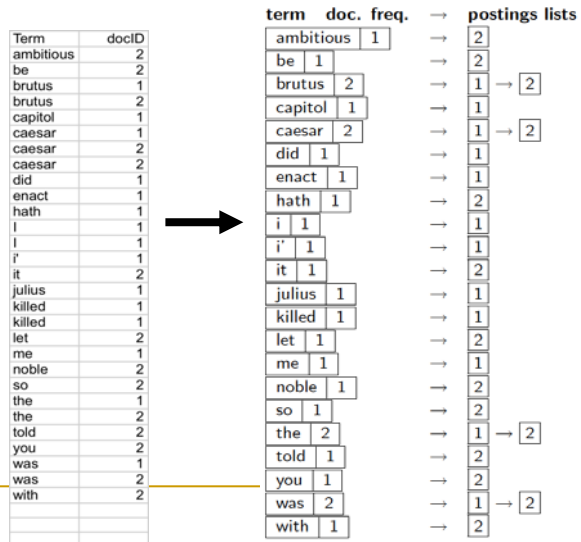 Term docID
ambitious 2
be 2
brutus 1
brutus 2
capitol 1
caesar 1
caesar 2
caesar 2
did 1
enact 1
hath 1
I 1
I 1
i' 1
it 2
julius 1
killed 1
killed 1
let 2
me 1
noble 2
so 2
the 1
the 2
told 2
you 2
was 1
was 2
with 2
term doc. freq. → postings lists
ambitious 1 → 2
be 1 → 2
brutus 2 → 1 → 2
capitol 1 → 1
caesar 2 → 1 → 2
did 1 → 1
enact 1 → 1
hath 1 → 2
i 1 → 1
i' 1 → 1
it 1 → 2
julius 1 → 1
killed 1 → 1
let 1 → 2
me 1 → 1
noble 1 → 2
so 1 → 2
the 2 → 1 → 2
told 1 → 2
you 1 → 2
was 2 → 1 → 2
with 1 → 2